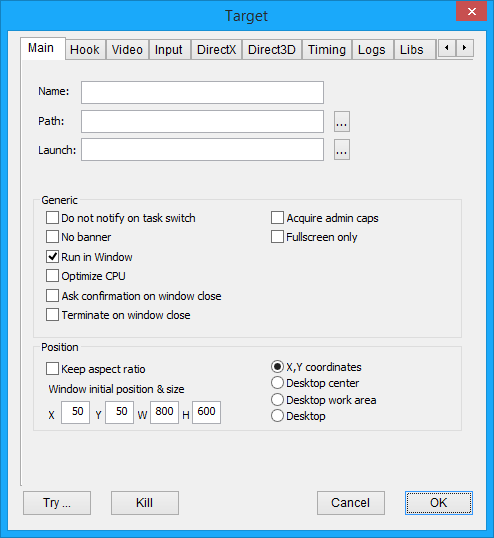 Target
Main Hook Video Input DirectX Direct3D Timing Logs Libs
Name:
Path: ...
Launch: ...
Generic
Do not notify on task switch Acquire admin caps
No banner Fullscreen only
Run in Window
Optimize CPU
Ask confirmation on window close
Terminate on window close
Position
Keep aspect ratio X,Y coordinates
Desktop center
Window initial position & size
Desktop work area
X 50 Y 50 W 800 H 600 Desktop
Try ... Kill Cancel OK